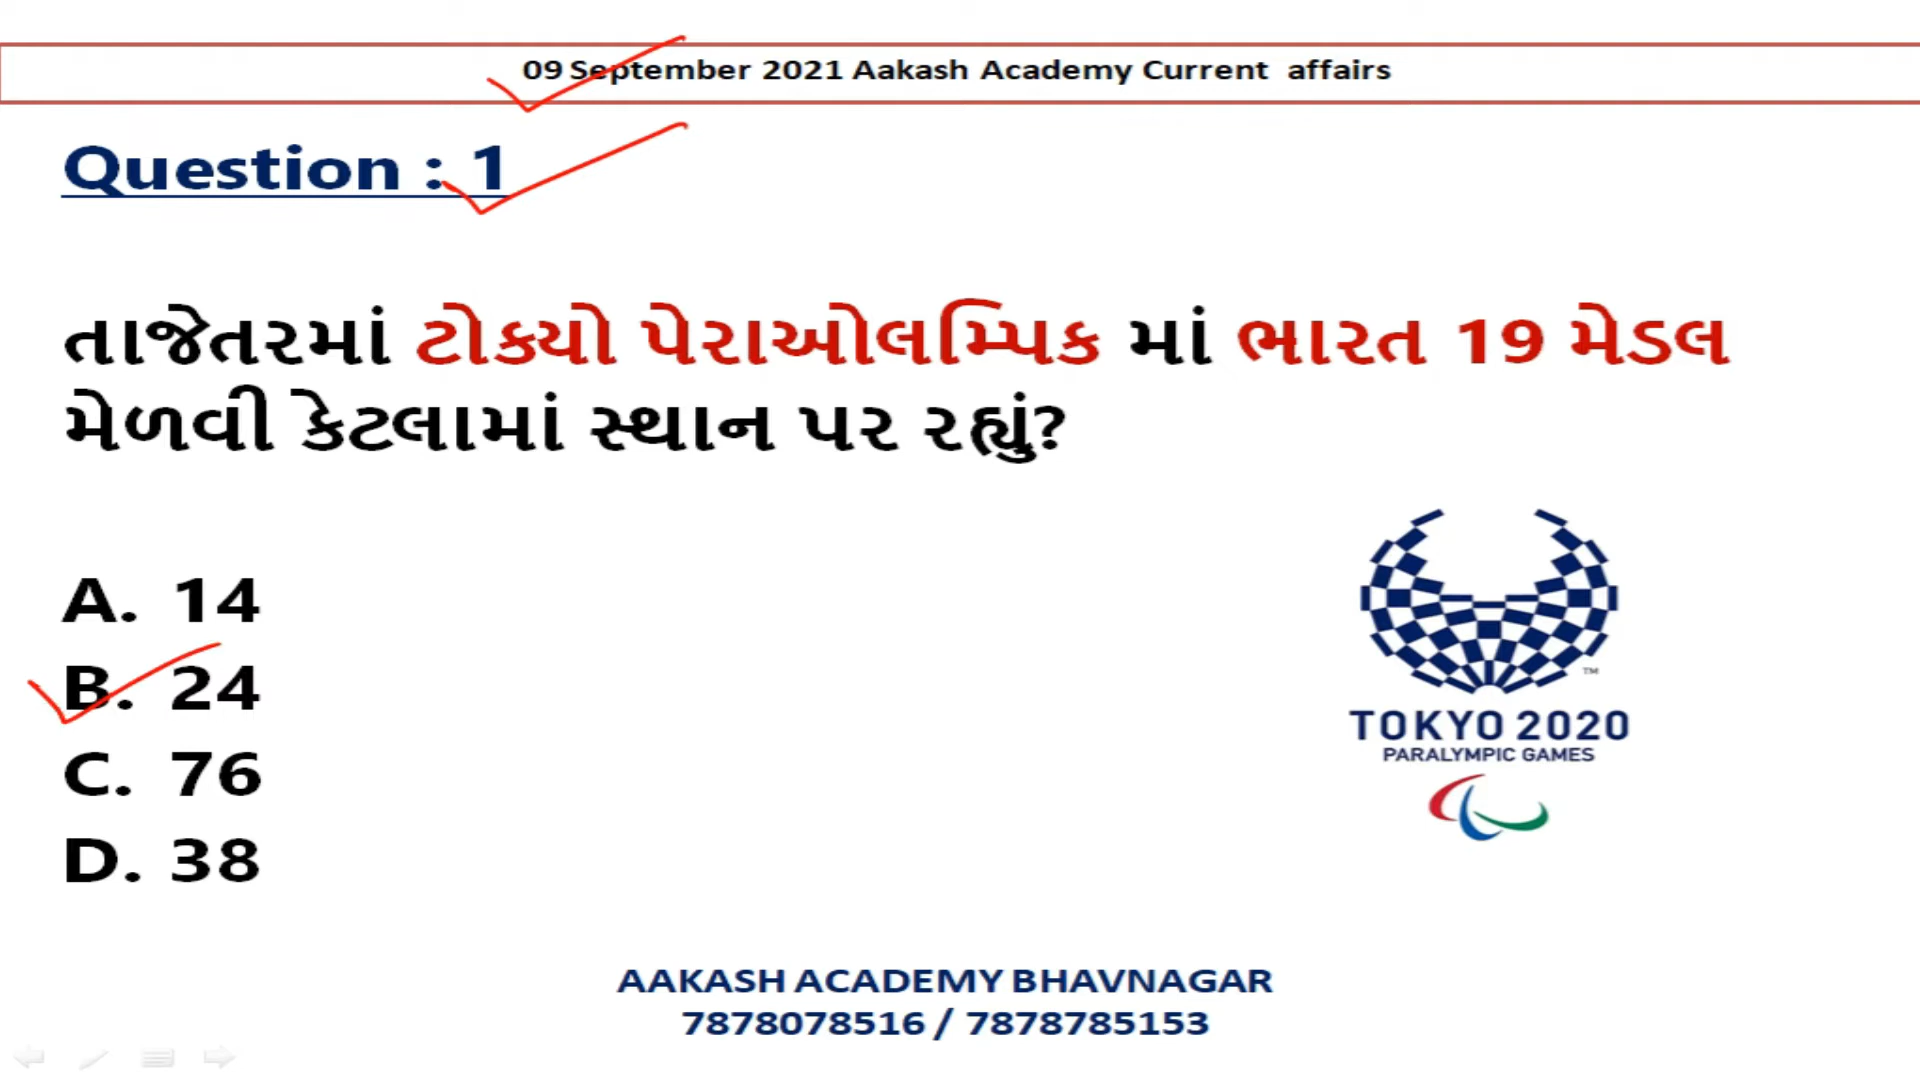 09 September 2021 Aakash Academy Current affairs
Question : 1
તાજેતરમાં ટોક્યો પેરાઓલમ્પિક માં ભારત 19 મેડલ
મેળવી કેટલામાં સ્થાન પર રહ્યું?
A. 14
B. 24
C. 76
D. 38
TM
TOKYO 2020
PARALYMPIC GAMES
AAKASH ACADEMY BHAVNAGAR
7878078516 / 7878785153